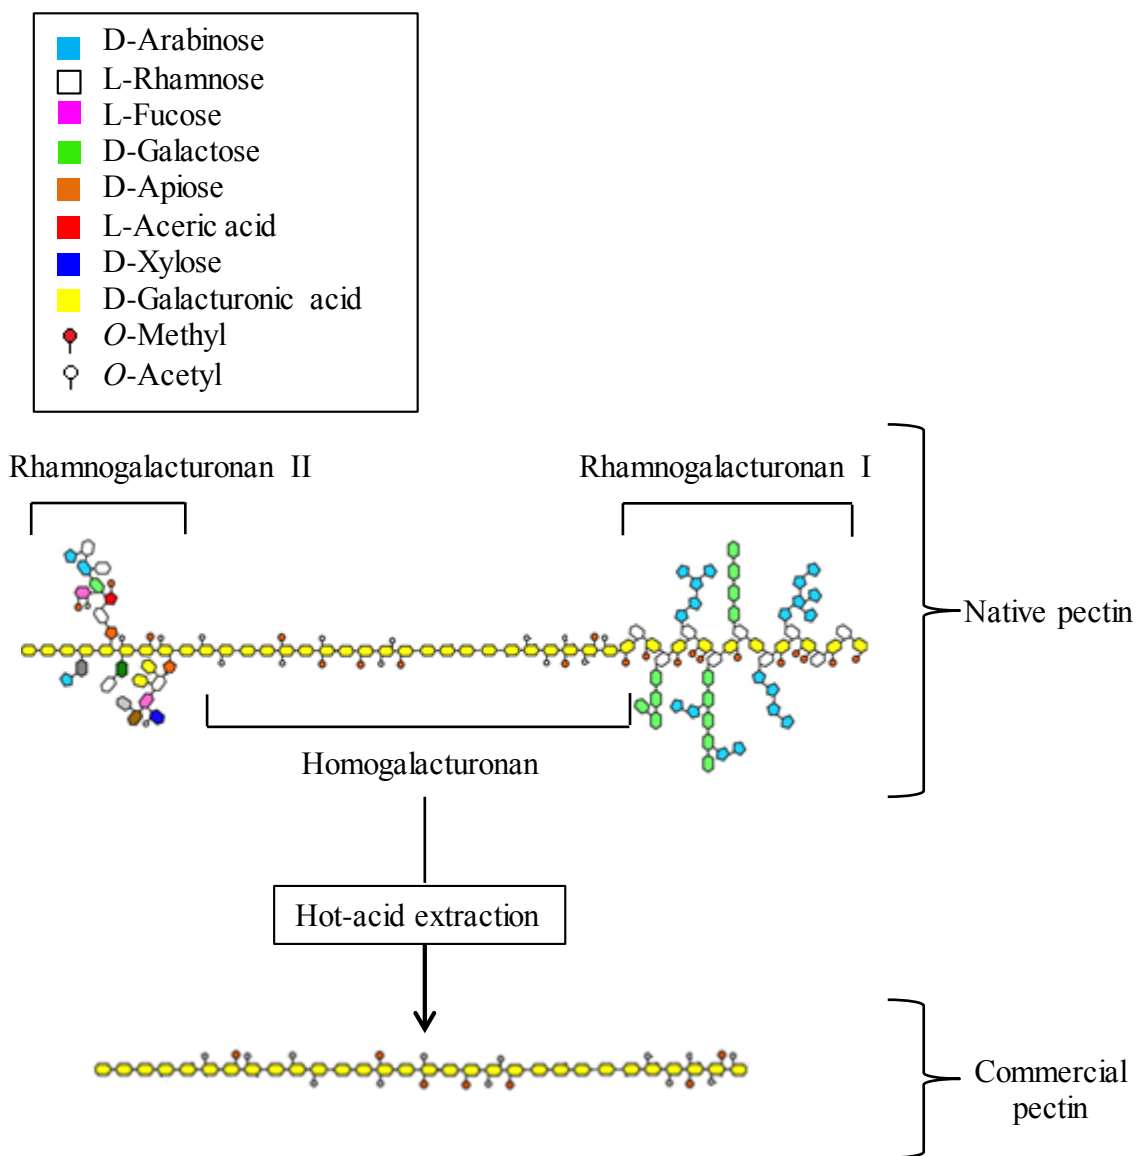 D-Arabinose
L-Rhamnose
L-Fucose
D-Galactose
D-Apiose
L-Aceric acid
D-Xylose
D-Galacturonic acid
O-Methyl
O-Acetyl
Rhamnogalacturonan II
Rhamnogalacturonan I
Native pectin
Homogalacturonan
Hot-acid extraction
Commercial
pectin